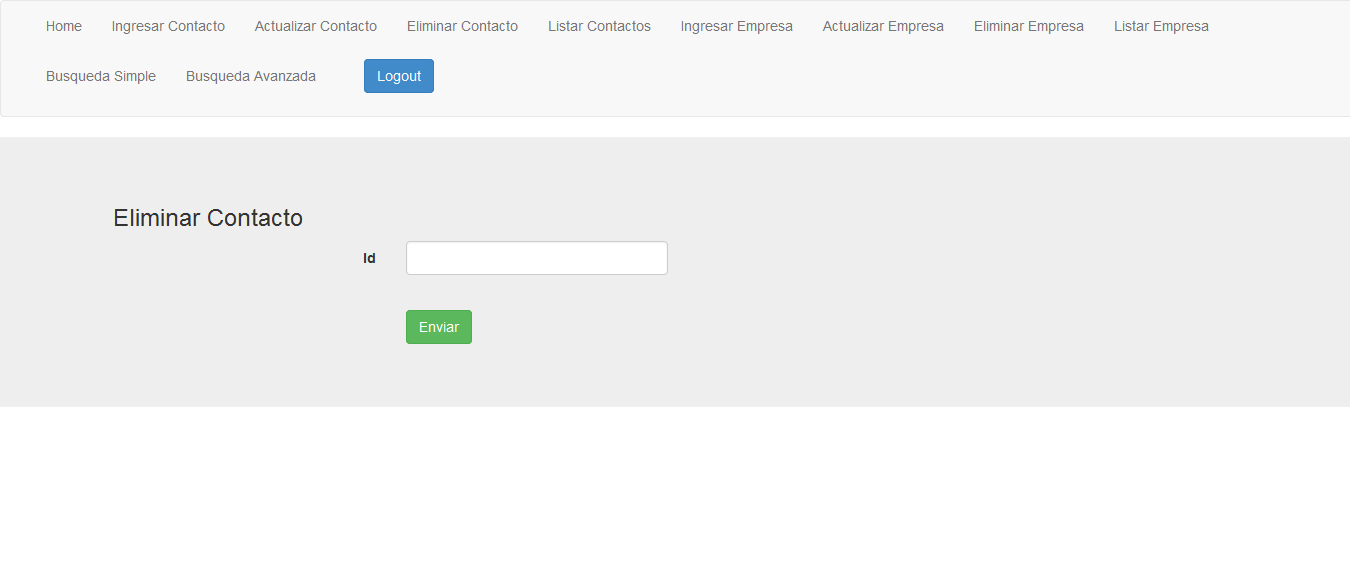 Home Ingresar Contacto Actualizar Contacto Eliminar Contacto Listar Contactos Ingresar Empresa Actualizar Empresa Eliminar Empresa Listar Empresa
Busqueda Simple Busqueda Avanzada Logout
Eliminar Contacto
Id
Enviar